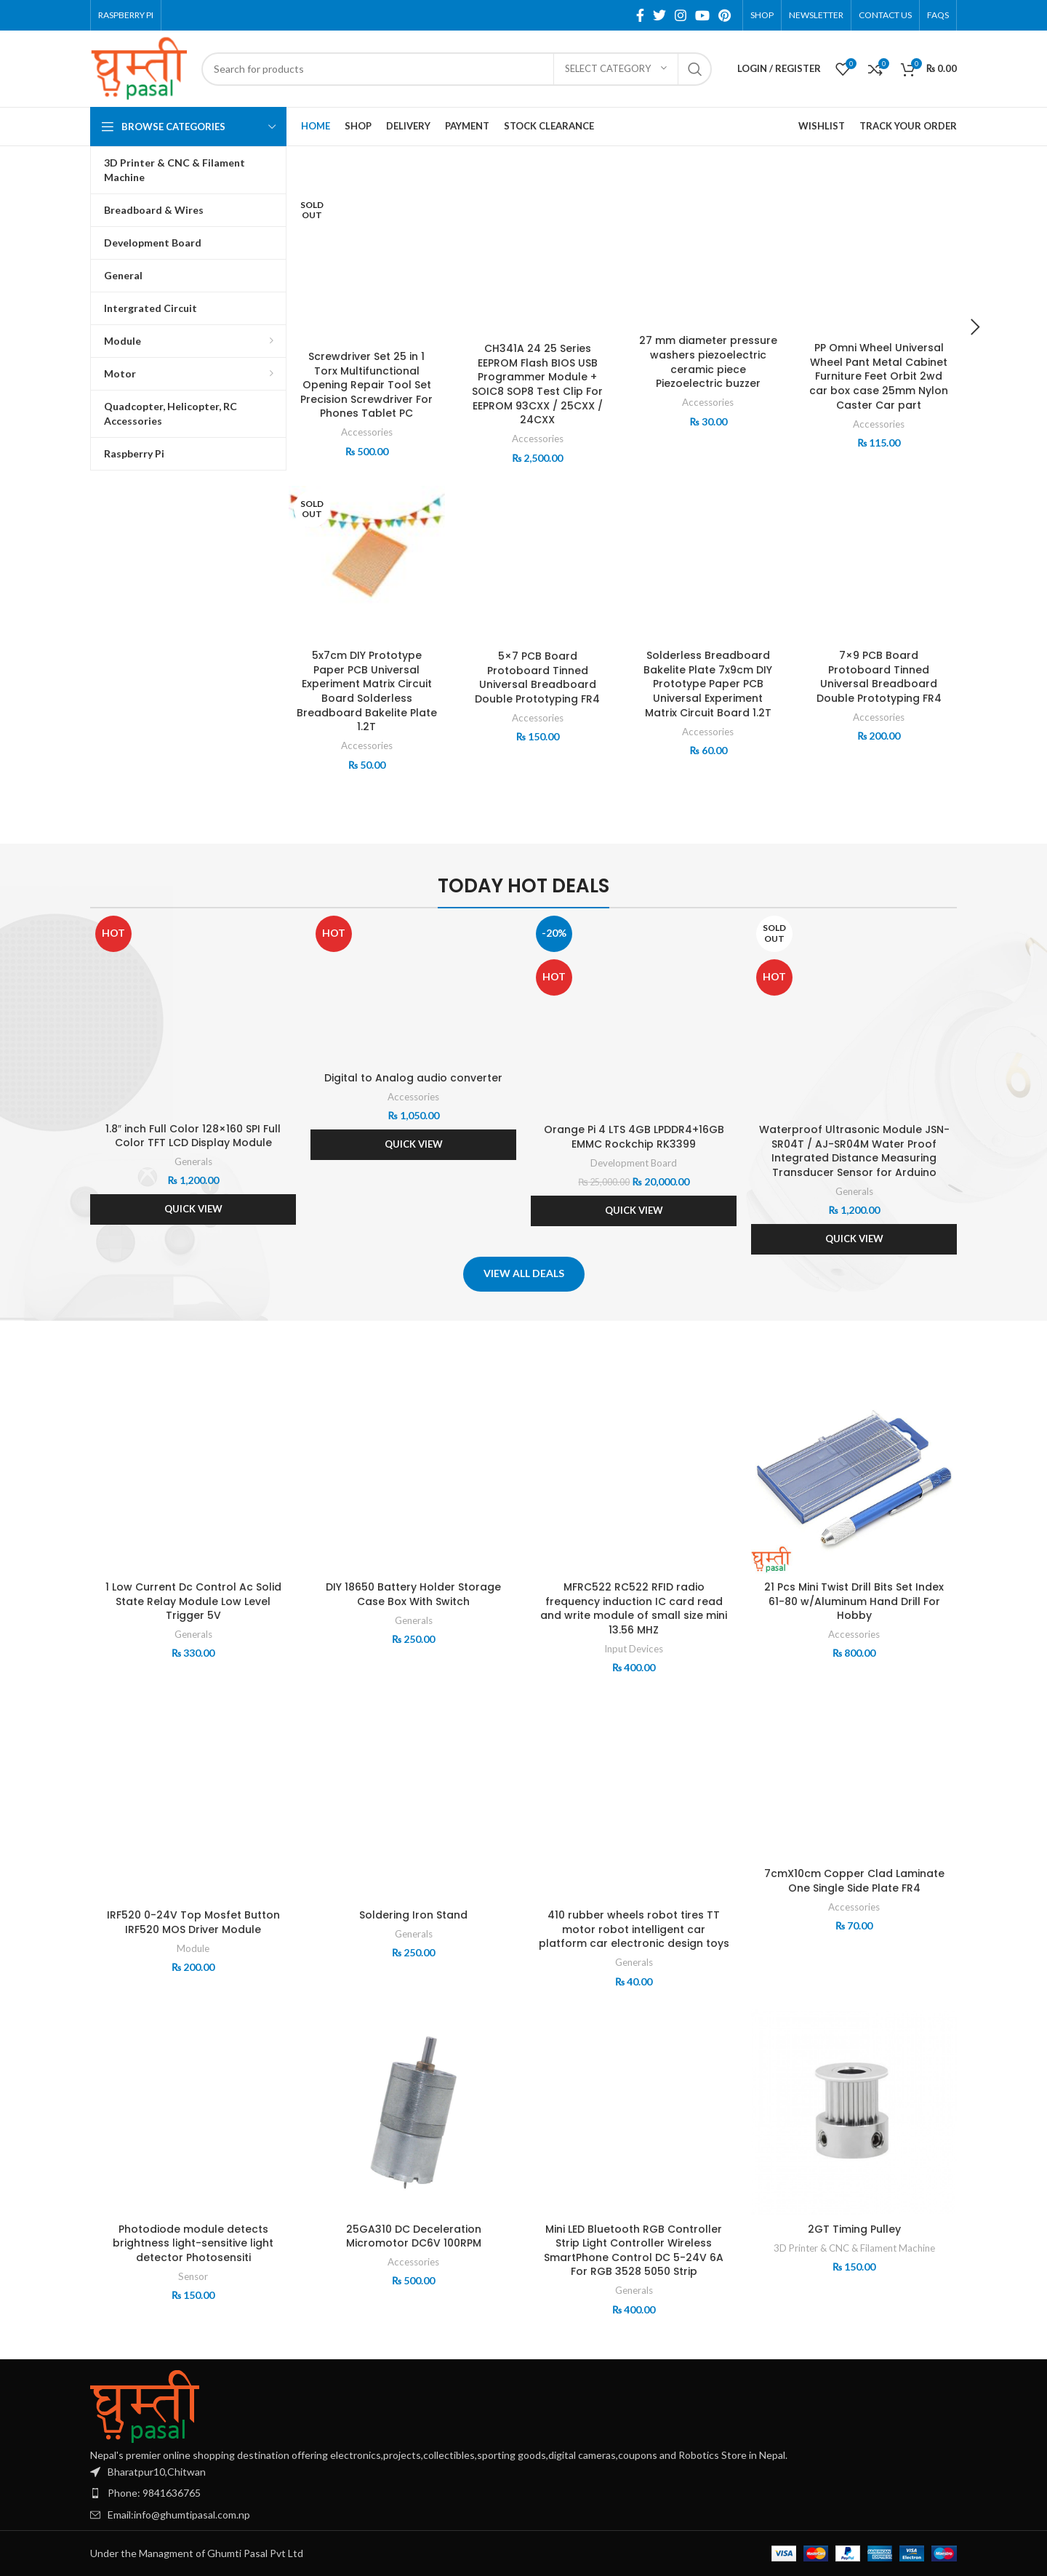 RASPBERRY PI
SHOP
NEWSLETTER
CONTACT US
FAQS
घुम्ती
pasal
Search for products
SELECT CATEGORY
LOGIN / REGISTER
0
0
0
₨ 0.00
BROWSE CATEGORIES
HOME
SHOP
DELIVERY
PAYMENT
STOCK CLEARANCE
WISHLIST
TRACK YOUR ORDER
3D Printer & CNC & Filament
Machine
Breadboard & Wires
Development Board
General
Intergrated Circuit
Module
Motor
Quadcopter, Helicopter, RC
Accessories
Raspberry Pi
SOLD
OUT
Screwdriver Set 25 in 1
Torx Multifunctional
Opening Repair Tool Set
Precision Screwdriver For
Phones Tablet PC
Accessories
₨ 500.00
CH341A 24 25 Series
EEPROM Flash BIOS USB
Programmer Module +
SOIC8 SOP8 Test Clip For
EEPROM 93CXX / 25CXX /
24CXX
Accessories
₨ 2,500.00
27 mm diameter pressure
washers piezoelectric
ceramic piece
Piezoelectric buzzer
Accessories
₨ 30.00
PP Omni Wheel Universal
Wheel Pant Metal Cabinet
Furniture Feet Orbit 2wd
car box case 25mm Nylon
Caster Car part
Accessories
₨ 115.00
SOLD
OUT
5x7cm DIY Prototype
Paper PCB Universal
Experiment Matrix Circuit
Board Solderless
Breadboard Bakelite Plate
1.2T
Accessories
₨ 50.00
5×7 PCB Board
Protoboard Tinned
Universal Breadboard
Double Prototyping FR4
Accessories
₨ 150.00
Solderless Breadboard
Bakelite Plate 7x9cm DIY
Prototype Paper PCB
Universal Experiment
Matrix Circuit Board 1.2T
Accessories
₨ 60.00
7×9 PCB Board
Protoboard Tinned
Universal Breadboard
Double Prototyping FR4
Accessories
₨ 200.00
TODAY HOT DEALS
HOT
1.8″ inch Full Color 128×160 SPI Full
Color TFT LCD Display Module
Generals
₨ 1,200.00
QUICK VIEW
HOT
Digital to Analog audio converter
Accessories
₨ 1,050.00
QUICK VIEW
-20%
HOT
Orange Pi 4 LTS 4GB LPDDR4+16GB
EMMC Rockchip RK3399
Development Board
₨ 25,000.00 ₨ 20,000.00
QUICK VIEW
SOLD
OUT
HOT
Waterproof Ultrasonic Module JSN-
SR04T / AJ-SR04M Water Proof
Integrated Distance Measuring
Transducer Sensor for Arduino
Generals
₨ 1,200.00
QUICK VIEW
VIEW ALL DEALS
1 Low Current Dc Control Ac Solid
State Relay Module Low Level
Trigger 5V
Generals
₨ 330.00
DIY 18650 Battery Holder Storage
Case Box With Switch
Generals
₨ 250.00
MFRC522 RC522 RFID radio
frequency induction IC card read
and write module of small size mini
13.56 MHZ
Input Devices
₨ 400.00
घुम्ती
pasal
21 Pcs Mini Twist Drill Bits Set Index
61-80 w/Aluminum Hand Drill For
Hobby
Accessories
₨ 800.00
IRF520 0-24V Top Mosfet Button
IRF520 MOS Driver Module
Module
₨ 200.00
Soldering Iron Stand
Generals
₨ 250.00
410 rubber wheels robot tires TT
motor robot intelligent car
platform car electronic design toys
Generals
₨ 40.00
7cmX10cm Copper Clad Laminate
One Single Side Plate FR4
Accessories
₨ 70.00
Photodiode module detects
brightness light-sensitive light
detector Photosensiti
Sensor
₨ 150.00
25GA310 DC Deceleration
Micromotor DC6V 100RPM
Accessories
₨ 500.00
Mini LED Bluetooth RGB Controller
Strip Light Controller Wireless
SmartPhone Control DC 5-24V 6A
For RGB 3528 5050 Strip
Generals
₨ 400.00
2GT Timing Pulley
3D Printer & CNC & Filament Machine
₨ 150.00
घुम्ती
pasal
Nepal's premier online shopping destination offering electronics,projects,collectibles,sporting goods,digital cameras,coupons and Robotics Store in Nepal.
Bharatpur10,Chitwan
Phone: 9841636765
Email:info@ghumtipasal.com.np
Under the Managment of Ghumti Pasal Pvt Ltd
VISA
MasterCard
PayPal
VISA
Electron
Maestro